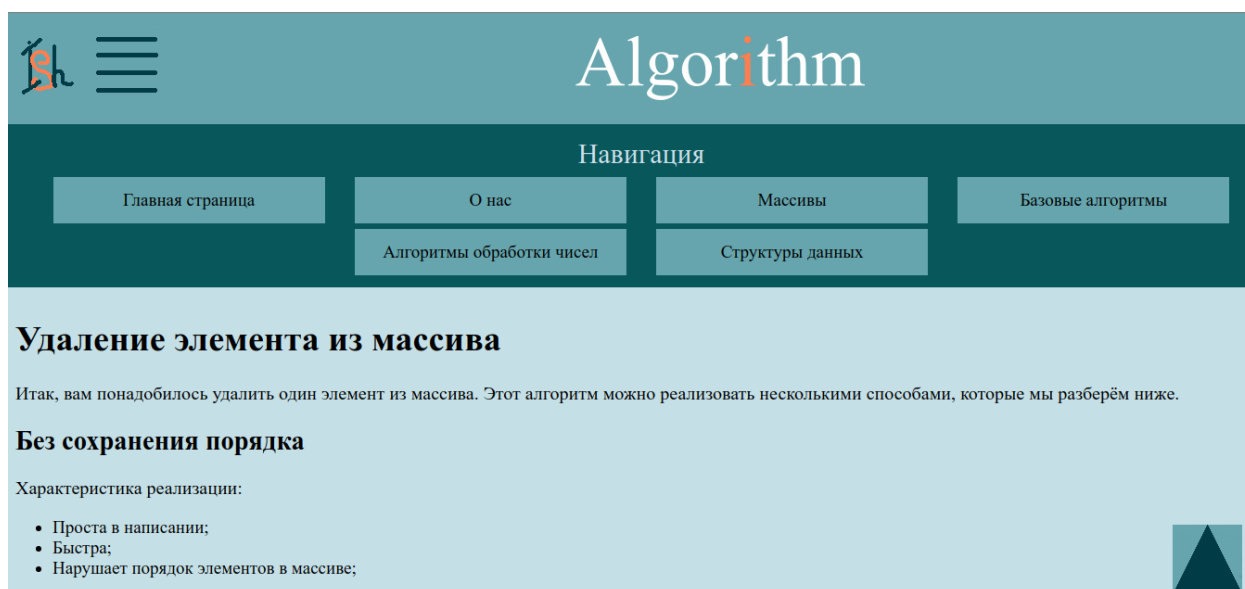 Algorithm
Навигация
Главная страница
О нас
Массивы
Базовые алгоритмы
Алгоритмы обработки чисел
Структуры данных
Удаление элемента из массива
Итак, вам понадобилось удалить один элемент из массива. Этот алгоритм можно реализовать несколькими способами, которые мы разберём ниже.
Без сохранения порядка
Характеристика реализации:
Проста в написании;
Быстра;
Нарушает порядок элементов в массиве;